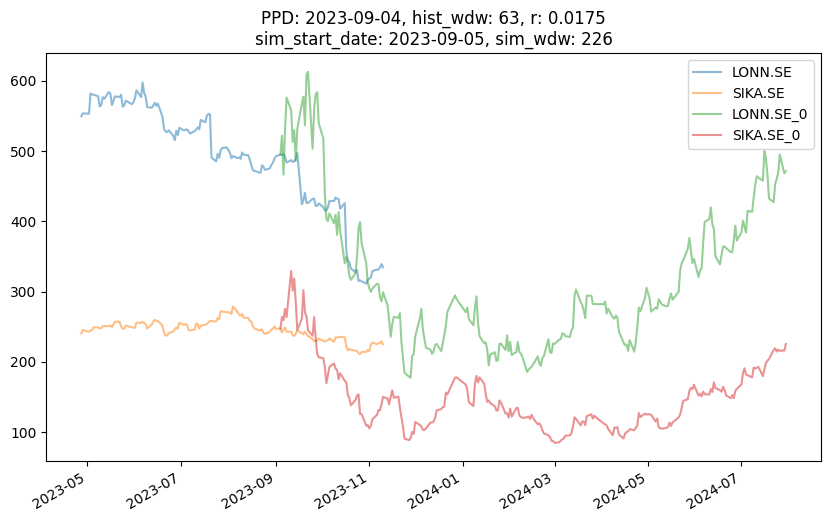 PPD: 2023-09-04, hist_wdw: 63, r: 0.0175
sim_start_date: 2023-09-05, sim_wdw: 226
LONN.SE
SIKA.SE
LONN.SE_0
SIKA.SE_0
600
500
400
300
200
100
2023-05
2023-07
2023-09
2023-11
2024-01
2024-03
2024-05
2024-07